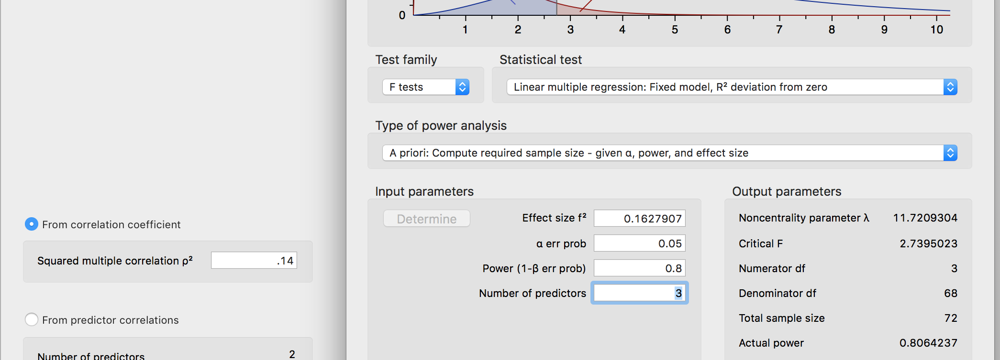 0
1 2 3 4 5 6 7 8 9 10
Test family Statistical test
F tests Linear multiple regression: Fixed model, R² deviation from zero
Type of power analysis
A priori: Compute required sample size - given α, power, and effect size
Input parameters Output parameters
Determine Effect size f² 0.1627907 Noncentrality parameter λ 11.7209304
From correlation coefficient
α err prob 0.05 Critical F 2.7395023
Squared multiple correlation ρ² .14
Power (1-β err prob) 0.8 Numerator df 3
Number of predictors 3 Denominator df 68
From predictor correlations
Total sample size 72
Actual power 0.8064237
Number of predictors 2